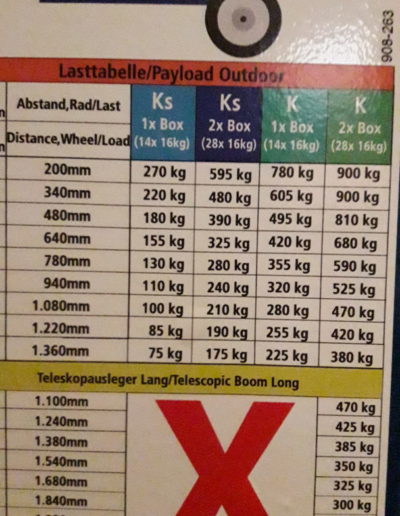 908-263
Lasttabelle/Payload Outdoor
Abstand,Rad/Last Ks Ks K K
1x Box 2x Box 1x Box 2x Box
Distance,Wheel/Load (14x 16kg) (28x 16kg) (14x 16kg) (28x 16kg)
200mm 270 kg 595 kg 780 kg 900 kg
340mm 220 kg 480 kg 605 kg 900 kg
480mm 180 kg 390 kg 495 kg 810 kg
640mm 155 kg 325 kg 420 kg 680 kg
780mm 130 kg 280 kg 355 kg 590 kg
940mm 110 kg 240 kg 320 kg 525 kg
1.080mm 100 kg 210 kg 280 kg 470 kg
1.220mm 85 kg 190 kg 255 kg 420 kg
1.360mm 75 kg 175 kg 225 kg 380 kg
Teleskopausleger Lang/Telescopic Boom Long
1.100mm 470 kg
1.240mm 425 kg
1.380mm 385 kg
1.540mm 350 kg
1.680mm 325 kg
1.840mm 300 kg
X